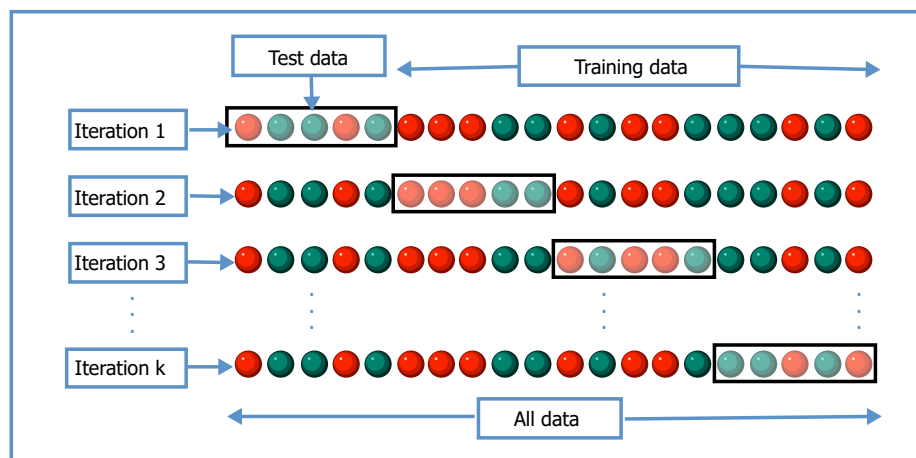 Test data
Training data
Iteration 1
Iteration 2
Iteration 3
Iteration k
All data